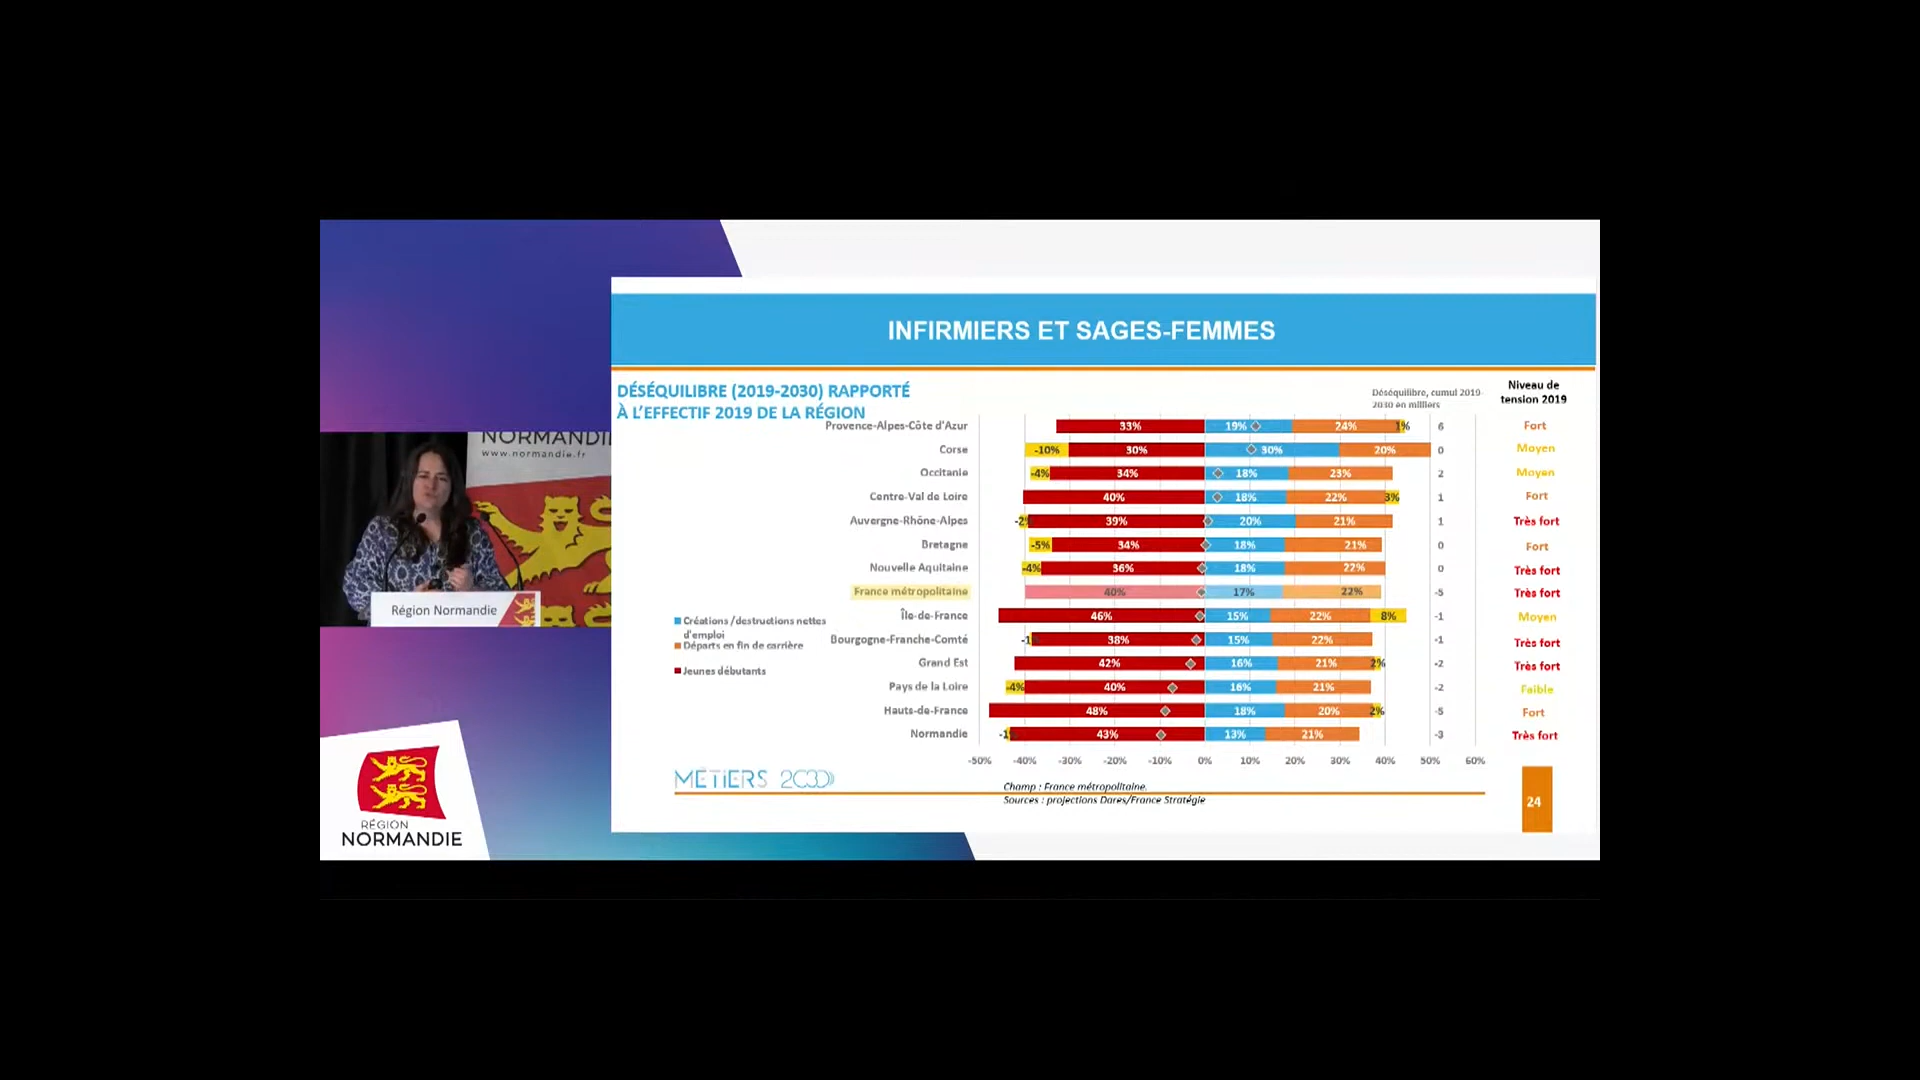 INFIRMIERS ET SAGES-FEMMES
DÉSÉQUILIBRE (2019-2030) RAPPORTÉ
À L'EFFECTIF 2019 DE LA RÉGION
Déséquilibre, cumul 2019-
2030 en milliers
Niveau de
tension 2019
Provence-Alpes-Côte d'Azur 33% 19% 24% 1% 6 Fort
Corse -10% 30% 30% 20% 0 Moyen
Occitanie -4% 34% 18% 23% 2 Moyen
Centre-Val de Loire 40% 18% 22% 3% 1 Fort
Auvergne-Rhône-Alpes -2% 39% 20% 21% 1 Très fort
Bretagne -5% 34% 18% 21% 0 Fort
Nouvelle Aquitaine -4% 36% 18% 22% 0 Très fort
France métropolitaine 40% 17% 22% -5 Très fort
Île-de-France 46% 15% 22% 8% -1 Moyen
Bourgogne-Franche-Comté -1 38% 15% 22% -1 Très fort
Grand Est 42% 16% 21% 2% -2 Très fort
Pays de la Loire -4% 40% 16% 21% -2 Faible
Hauts-de-France 48% 18% 20% 2% -5 Fort
Normandie -1 43% 13% 21% -3 Très fort
-50% -40% -30% -20% -10% 0% 10% 20% 30% 40% 50% 60%
Créations /destructions nettes
d'emploi
Départs en fin de carrière
Jeunes débutants
MÉTIERS 2030
Champ : France métropolitaine.
Sources : projections Dares/France Stratégie
24
NORMANDIE
www.normandie.fr
Région Normandie
RÉGION
NORMANDIE